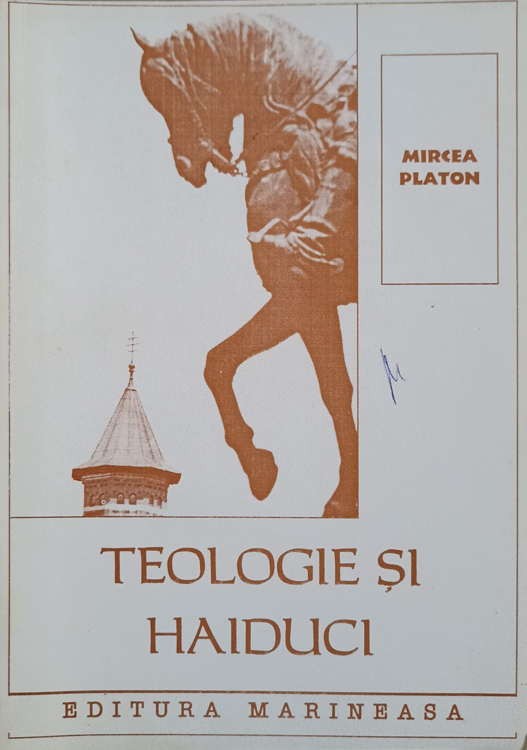 MIRCEA
PLATON
TEOLOGIE ȘI
HAIDUCI
EDITURA MARINEASA